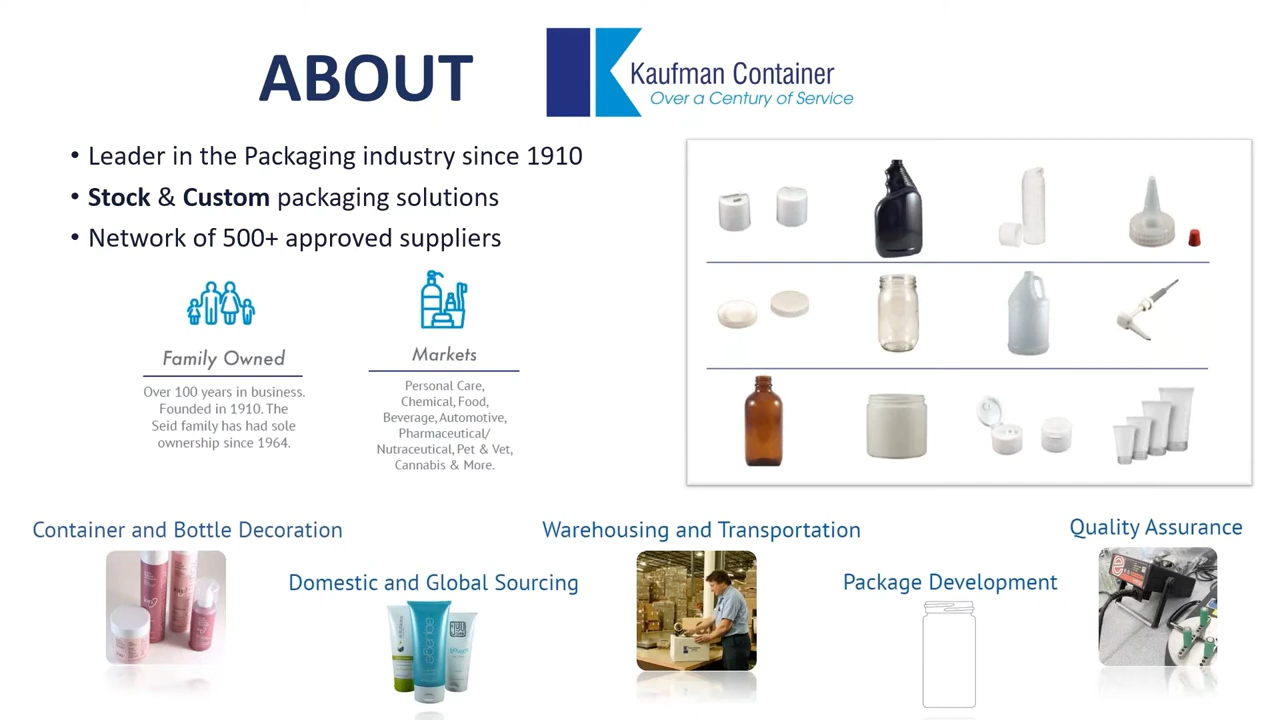 ABOUT
Kaufman Container
Over a Century of Service
• Leader in the Packaging industry since 1910
• Stock & Custom packaging solutions
• Network of 500+ approved suppliers
Family Owned
Over 100 years in business.
Founded in 1910. The
Seid family has had sole
ownership since 1964.
Markets
Personal Care,
Chemical, Food,
Beverage, Automotive,
Pharmaceutical/
Nutraceutical, Pet & Vet,
Cannabis & More.
Container and Bottle Decoration
Domestic and Global Sourcing
aquage
Warehousing and Transportation
Package Development
Quality Assurance